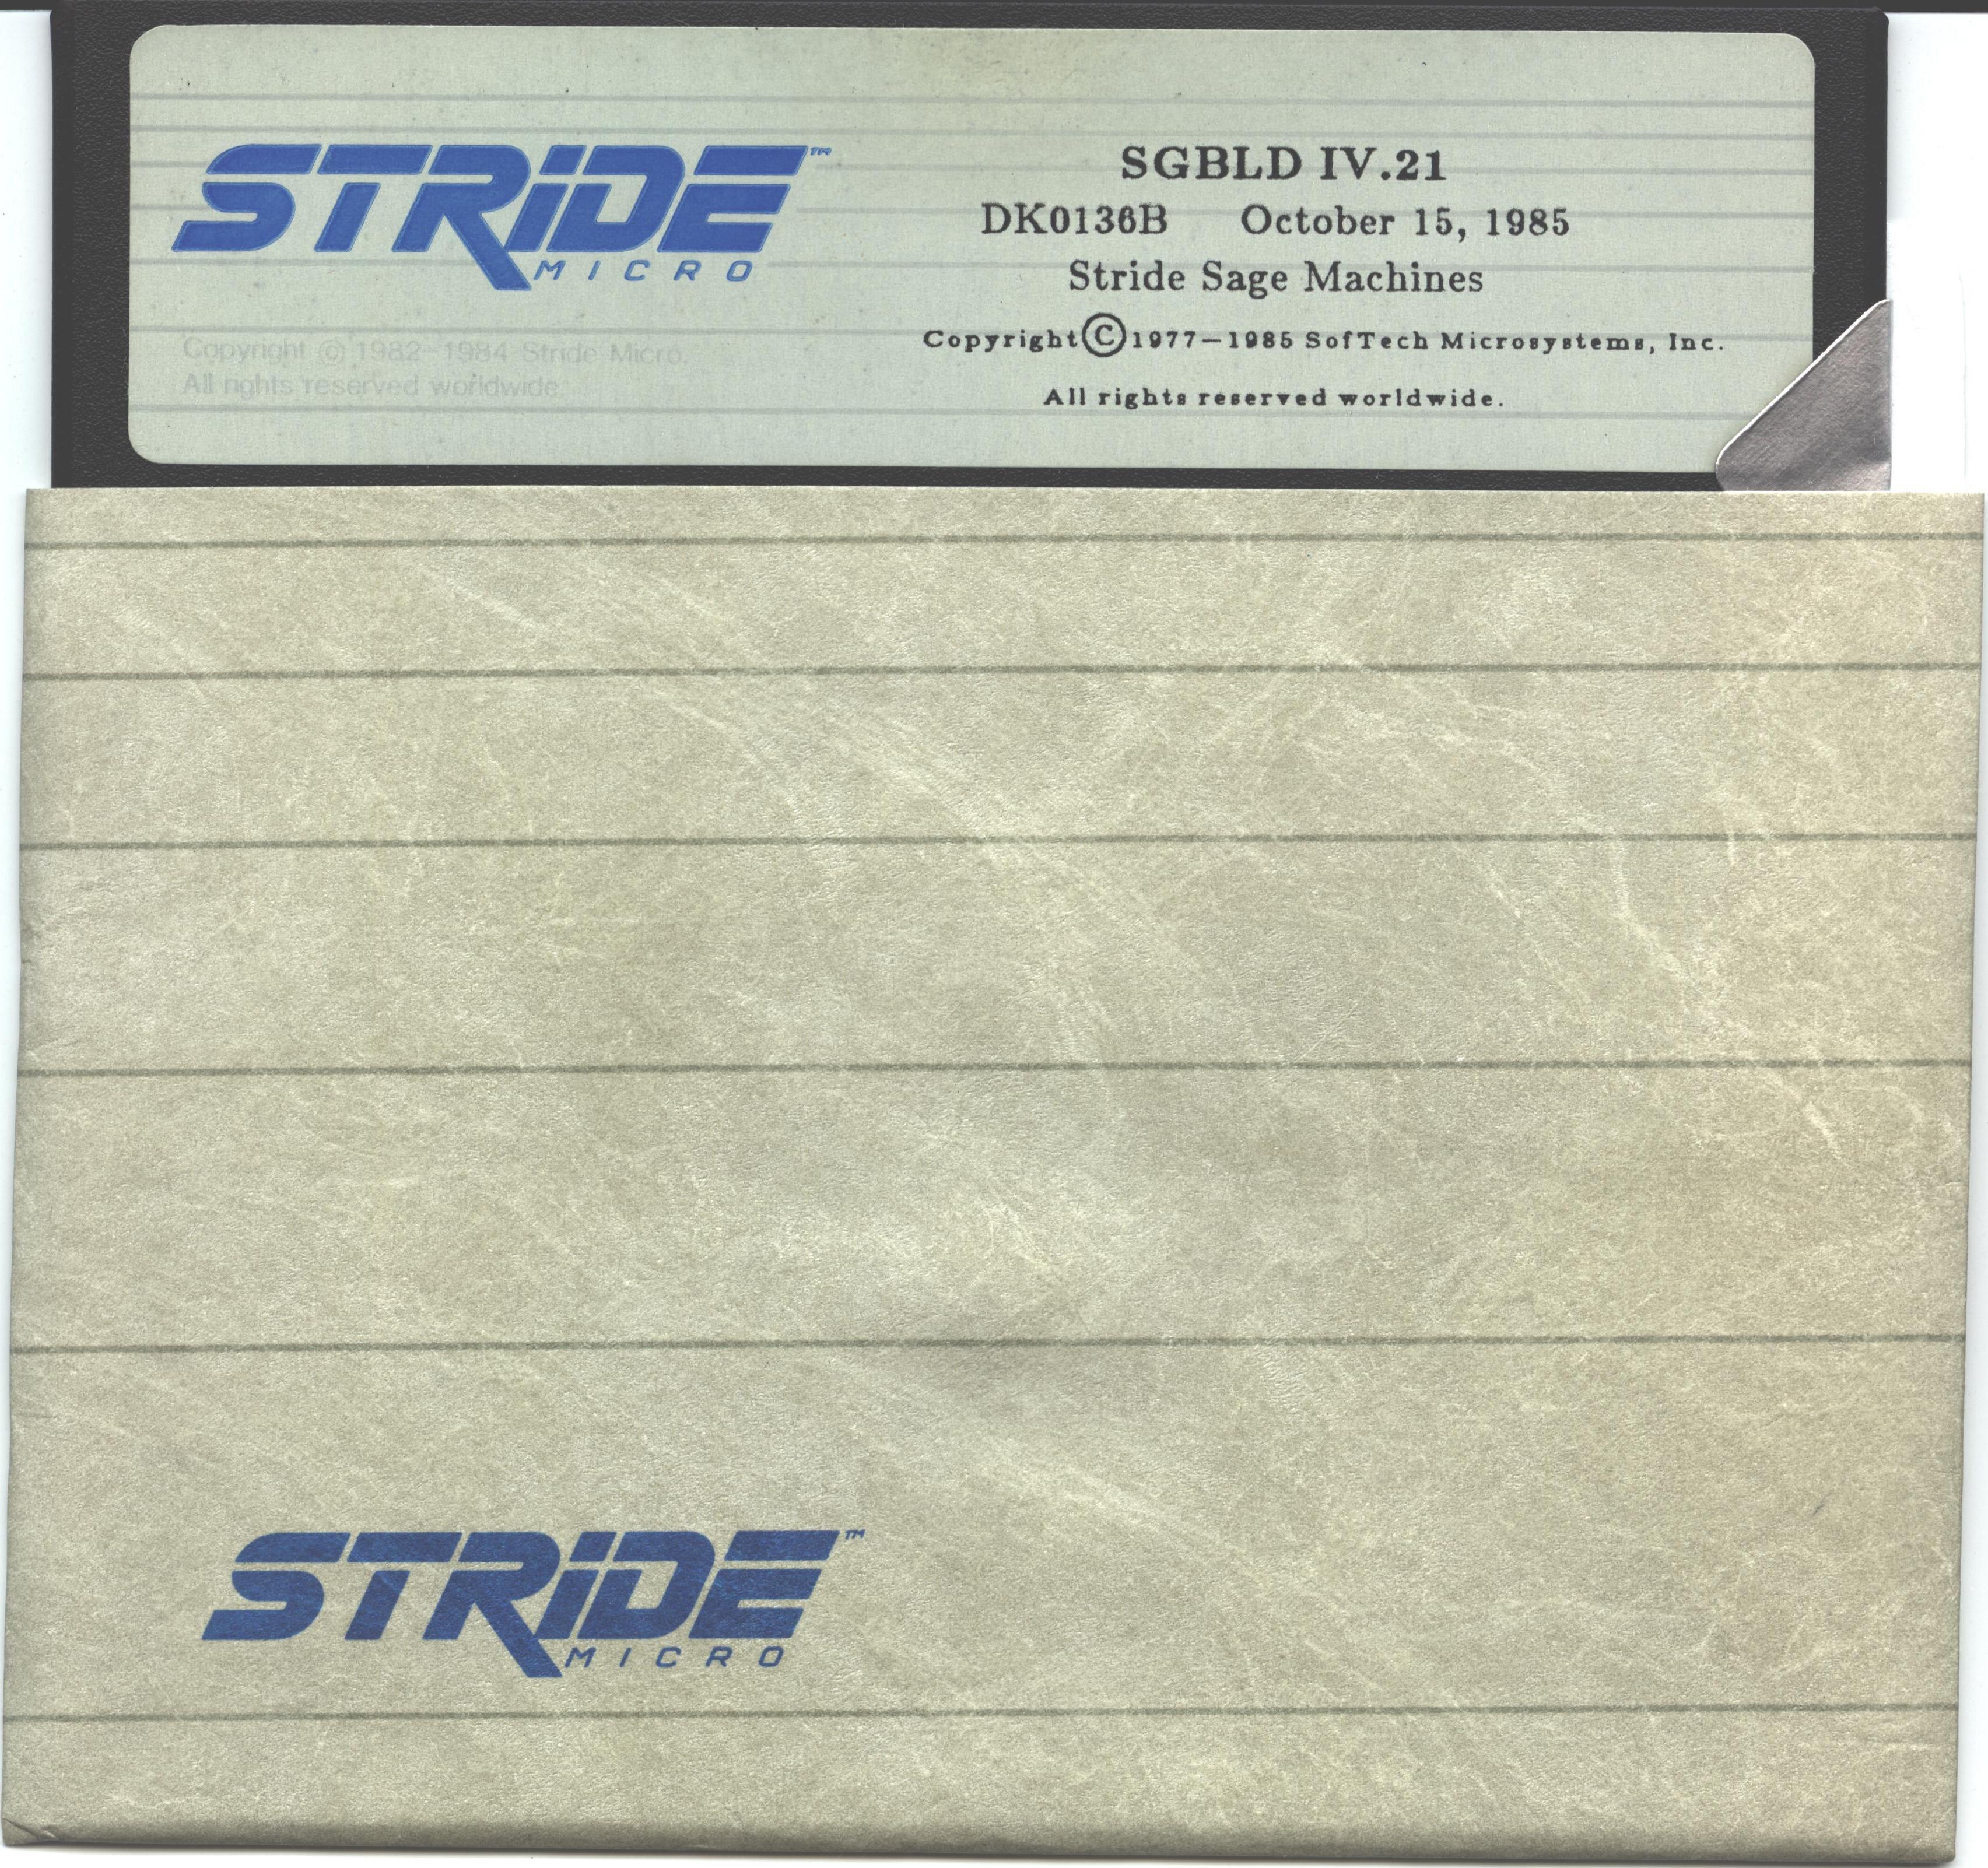 STRIDE™
MICRO
Copyright © 1982-1984 Stride Micro.
All rights reserved worldwide.
SGBLD IV.21
DK0136B October 15, 1985
Stride Sage Machines
Copyright © 1977-1985 SofTech Microsystems, Inc.
All rights reserved worldwide.
STRIDE™
MICRO